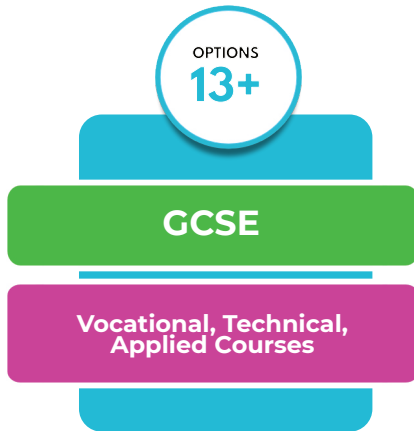 OPTIONS
13+
GCSE
Vocational, Technical,
Applied Courses